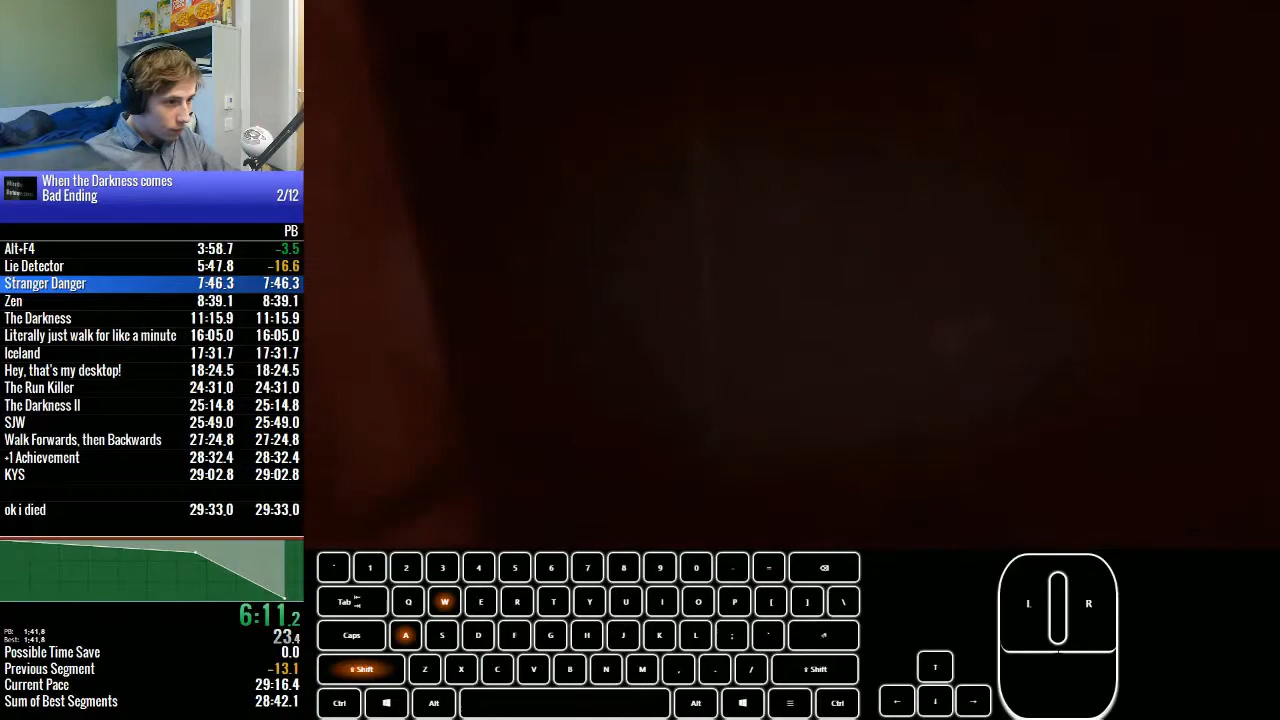 When the Darkness comes
Bad Ending 2/12
PB
Alt+F4 3:58.7 -3.5
Lie Detector 5:47.8 -16.6
Stranger Danger 7:46.3 7:46.3
Zen 8:39.1 8:39.1
The Darkness 11:15.9 11:15.9
Literally just walk for like a minute 16:05.0 16:05.0
Iceland 17:31.7 17:31.7
Hey, that's my desktop! 18:24.5 18:24.5
The Run Killer 24:31.0 24:31.0
The Darkness II 25:14.8 25:14.8
SJW 25:49.0 25:49.0
Walk Forwards, then Backwards 27:24.8 27:24.8
+1 Achievement 28:32.4 28:32.4
KYS 29:02.8 29:02.8
ok i died 29:33.0 29:33.0
6:11.2
PB: 1:41.8 23.4
Best: 1:41.8
Possible Time Save 0.0
Previous Segment -13.1
Current Pace 29:16.4
Sum of Best Segments 28:42.1
` 1 2 3 4 5 6 7 8 9 0 - = ⌫
Tab Q W E R T Y U I O P [ ] \
Caps A S D F G H J K L ; '
⇧ Shift Z X C V B N M , . / ⇧ Shift
Ctrl Alt Alt Ctrl
↑
← ↓ →
L R